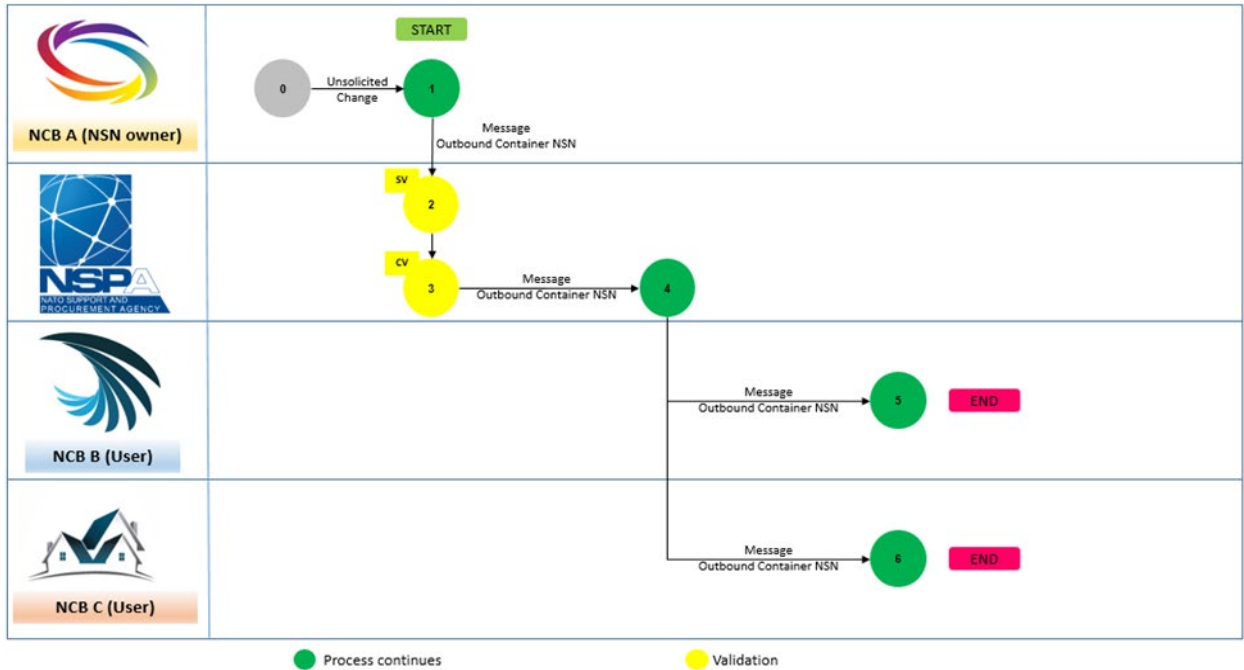 START
0
Unsolicited
Change
1
NCB A (NSN owner)
Message
Outbound Container NSN
SV
2
CV
3
Message
Outbound Container NSN
4
NSPA
NATO SUPPORT AND
PROCUREMENT AGENCY
Message
Outbound Container NSN
5
END
NCB B (User)
Message
Outbound Container NSN
6
END
NCB C (User)
Process continues
Validation